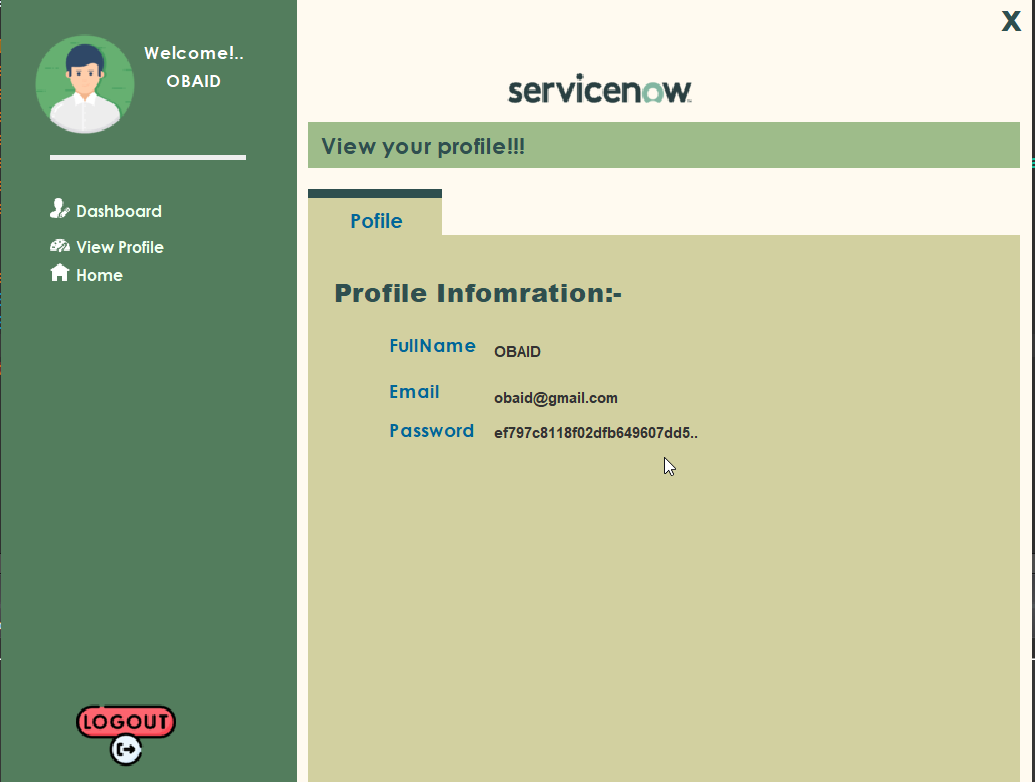 Welcome!..
OBAID
Dashboard
View Profile
Home
LOGOUT
X
servicenow™
View your profile!!!
Pofile
Profile Infomration:-
FullName OBAID
Email obaid@gmail.com
Password ef797c8118f02dfb649607dd5..